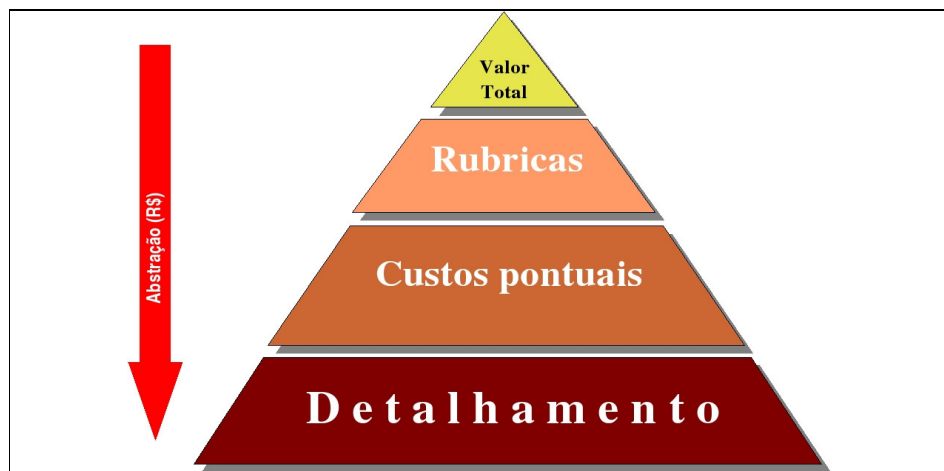 Valor
Total
Rubricas
Abstração (R$)
Custos pontuais
Detalhamento